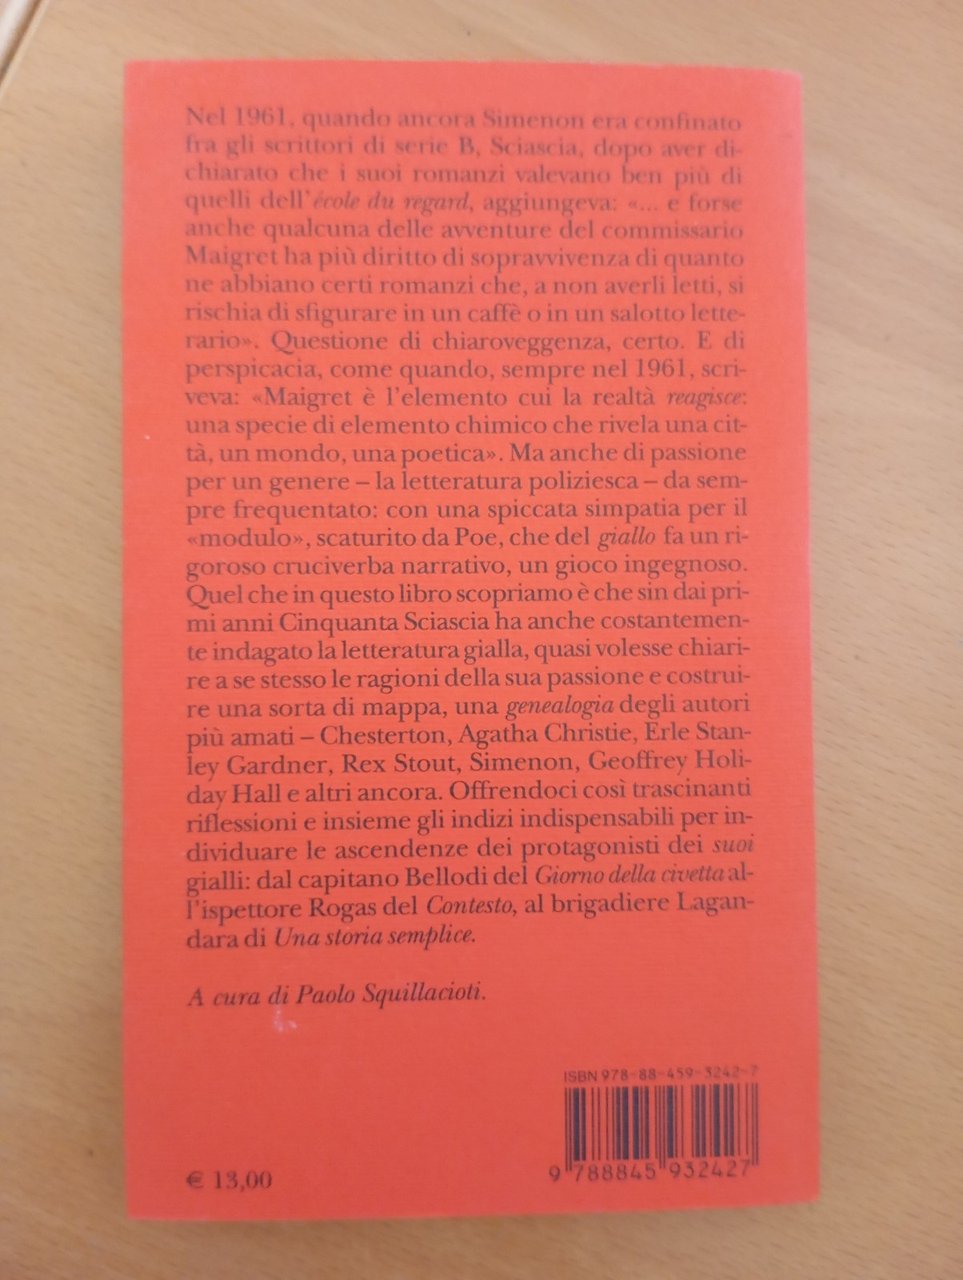 Nel 1961, quando ancora Simenon era confinato
fra gli scrittori di serie B, Sciascia, dopo aver di-
chiarato che i suoi romanzi valevano ben più di
quelli dell'école du regard, aggiungeva: «... e forse
anche qualcuna delle avventure del commissario
Maigret ha più diritto di sopravvivenza di quanto
ne abbiano certi romanzi che, a non averli letti, si
rischia di sfigurare in un caffè o in un salotto lette-
rario». Questione di chiaroveggenza, certo. E di
perspicacia, come quando, sempre nel 1961, scri-
veva: «Maigret è l'elemento cui la realtà reagisce:
una specie di elemento chimico che rivela una cit-
tà, un mondo, una poetica». Ma anche di passione
per un genere – la letteratura poliziesca – da sem-
pre frequentato: con una spiccata simpatia per il
«modulo», scaturito da Poe, che del giallo fa un ri-
goroso cruciverba narrativo, un gioco ingegnoso.
Quel che in questo libro scopriamo è che sin dai pri-
mi anni Cinquanta Sciascia ha anche costantemen-
te indagato la letteratura gialla, quasi volesse chiari-
re a se stesso le ragioni della sua passione e costrui-
re una sorta di mappa, una genealogia degli autori
più amati – Chesterton, Agatha Christie, Erle Stan-
ley Gardner, Rex Stout, Simenon, Geoffrey Holi-
day Hall e altri ancora. Offrendoci così trascinanti
riflessioni e insieme gli indizi indispensabili per in-
dividuare le ascendenze dei protagonisti dei suoi
gialli: dal capitano Bellodi del Giorno della civetta al-
l'ispettore Rogas del Contesto, al brigadiere Lagan-
dara di Una storia semplice.
A cura di Paolo Squillacioti.
ISBN 978-88-459-3242-7
9 788845 932427
€ 13,00